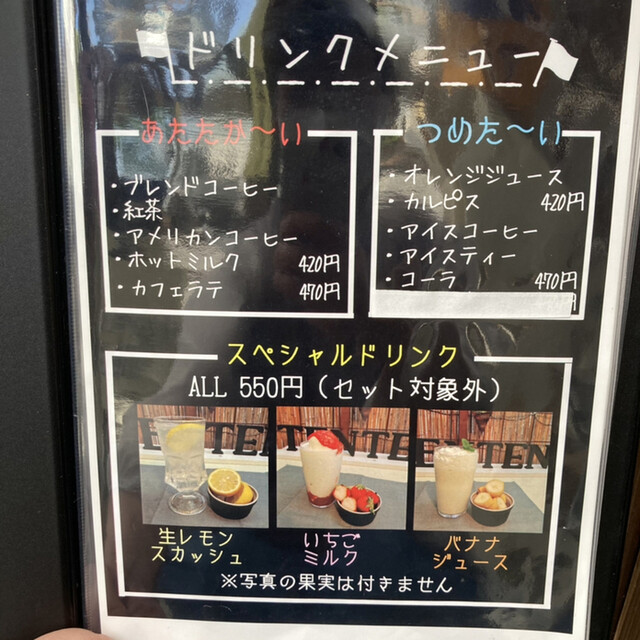 ドリンクメニュー
あたたか〜い
・ブレンドコーヒー
・紅茶
・アメリカンコーヒー
・ホットミルク 420円
・カフェラテ 470円
つめた〜い
・オレンジジュース
・カルピス 420円
・アイスコーヒー
・アイスティー
・コーラ 470円
スペシャルドリンク
ALL 550円(セット対象外)
生レモン
スカッシュ
いちご
ミルク
バナナ
ジュース
※写真の果実は付きません